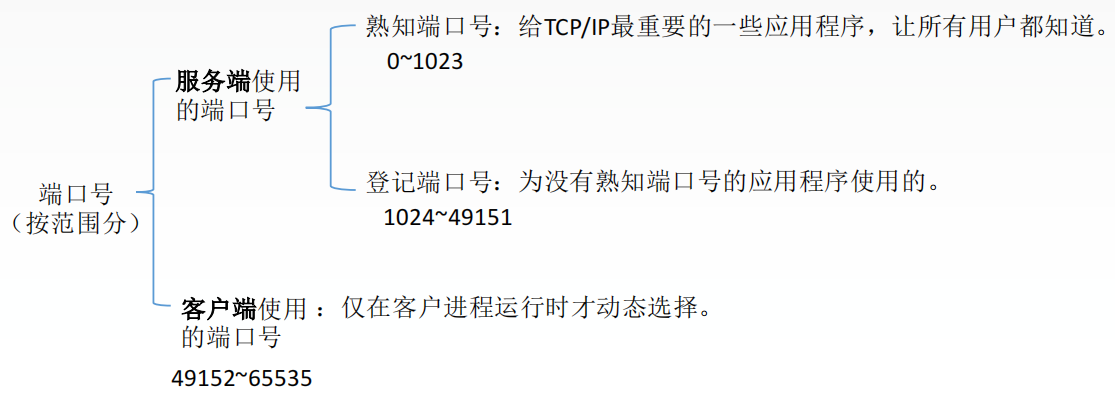 熟知端口号：给TCP/IP最重要的一些应用程序，让所有用户都知道。
0~1023
服务端使用
的端口号
登记端口号：为没有熟知端口号的应用程序使用的。
1024~49151
端口号
（按范围分）
客户端使用：仅在客户进程运行时才动态选择。
的端口号
49152~65535